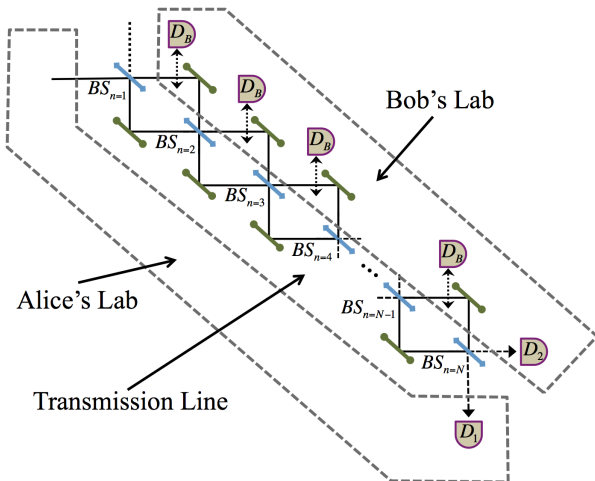 D_B
BS_{n=1}
D_B
Bob's Lab
BS_{n=2}
D_B
BS_{n=3}
BS_{n=4}
D_B
Alice's Lab
BS_{n=N-1}
D_2
BS_{n=N}
Transmission Line
D_1